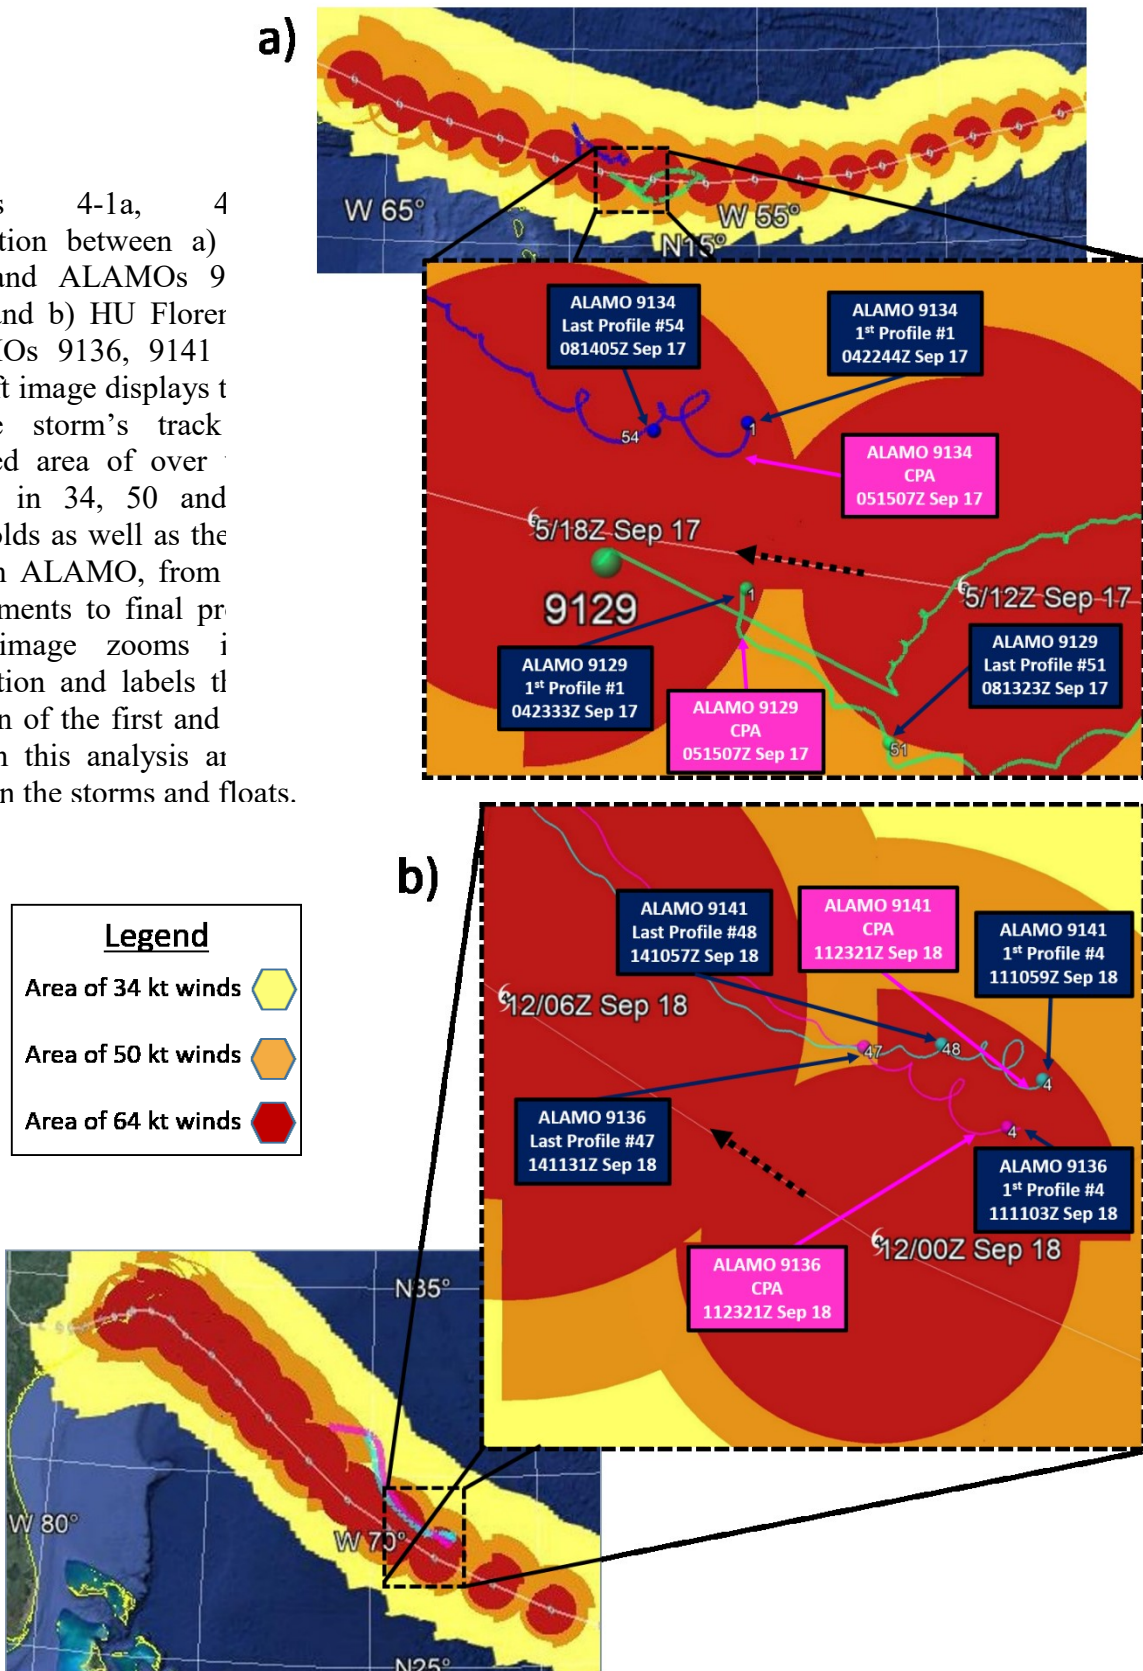 a)
W 65°
W 55°
N15°
s 4-1a, 4
tion between a)
and ALAMOs 9
and b) HU Floren
Os 9136, 9141
ft image displays t
storm's track
ed area of over
in 34, 50 and
olds as well as the
n ALAMO, from
ments to final pr
image zooms i
tion and labels th
n of the first and
n this analysis ar
n the storms and floats.
ALAMO 9134
Last Profile #54
081405Z Sep 17
ALAMO 9134
1st Profile #1
042244Z Sep 17
54
1
ALAMO 9134
CPA
051507Z Sep 17
5/18Z Sep 17
9129
1
5/12Z Sep 17
ALAMO 9129
1st Profile #1
042333Z Sep 17
ALAMO 9129
CPA
051507Z Sep 17
ALAMO 9129
Last Profile #51
081323Z Sep 17
51
b)
Legend
Area of 34 kt winds
Area of 50 kt winds
Area of 64 kt winds
ALAMO 9141
Last Profile #48
141057Z Sep 18
ALAMO 9141
CPA
112321Z Sep 18
ALAMO 9141
1st Profile #4
111059Z Sep 18
12/06Z Sep 18
47
48
4
ALAMO 9136
Last Profile #47
141131Z Sep 18
4
ALAMO 9136
1st Profile #4
111103Z Sep 18
12/00Z Sep 18
ALAMO 9136
CPA
112321Z Sep 18
N35°
W 80°
W 70°
N25°